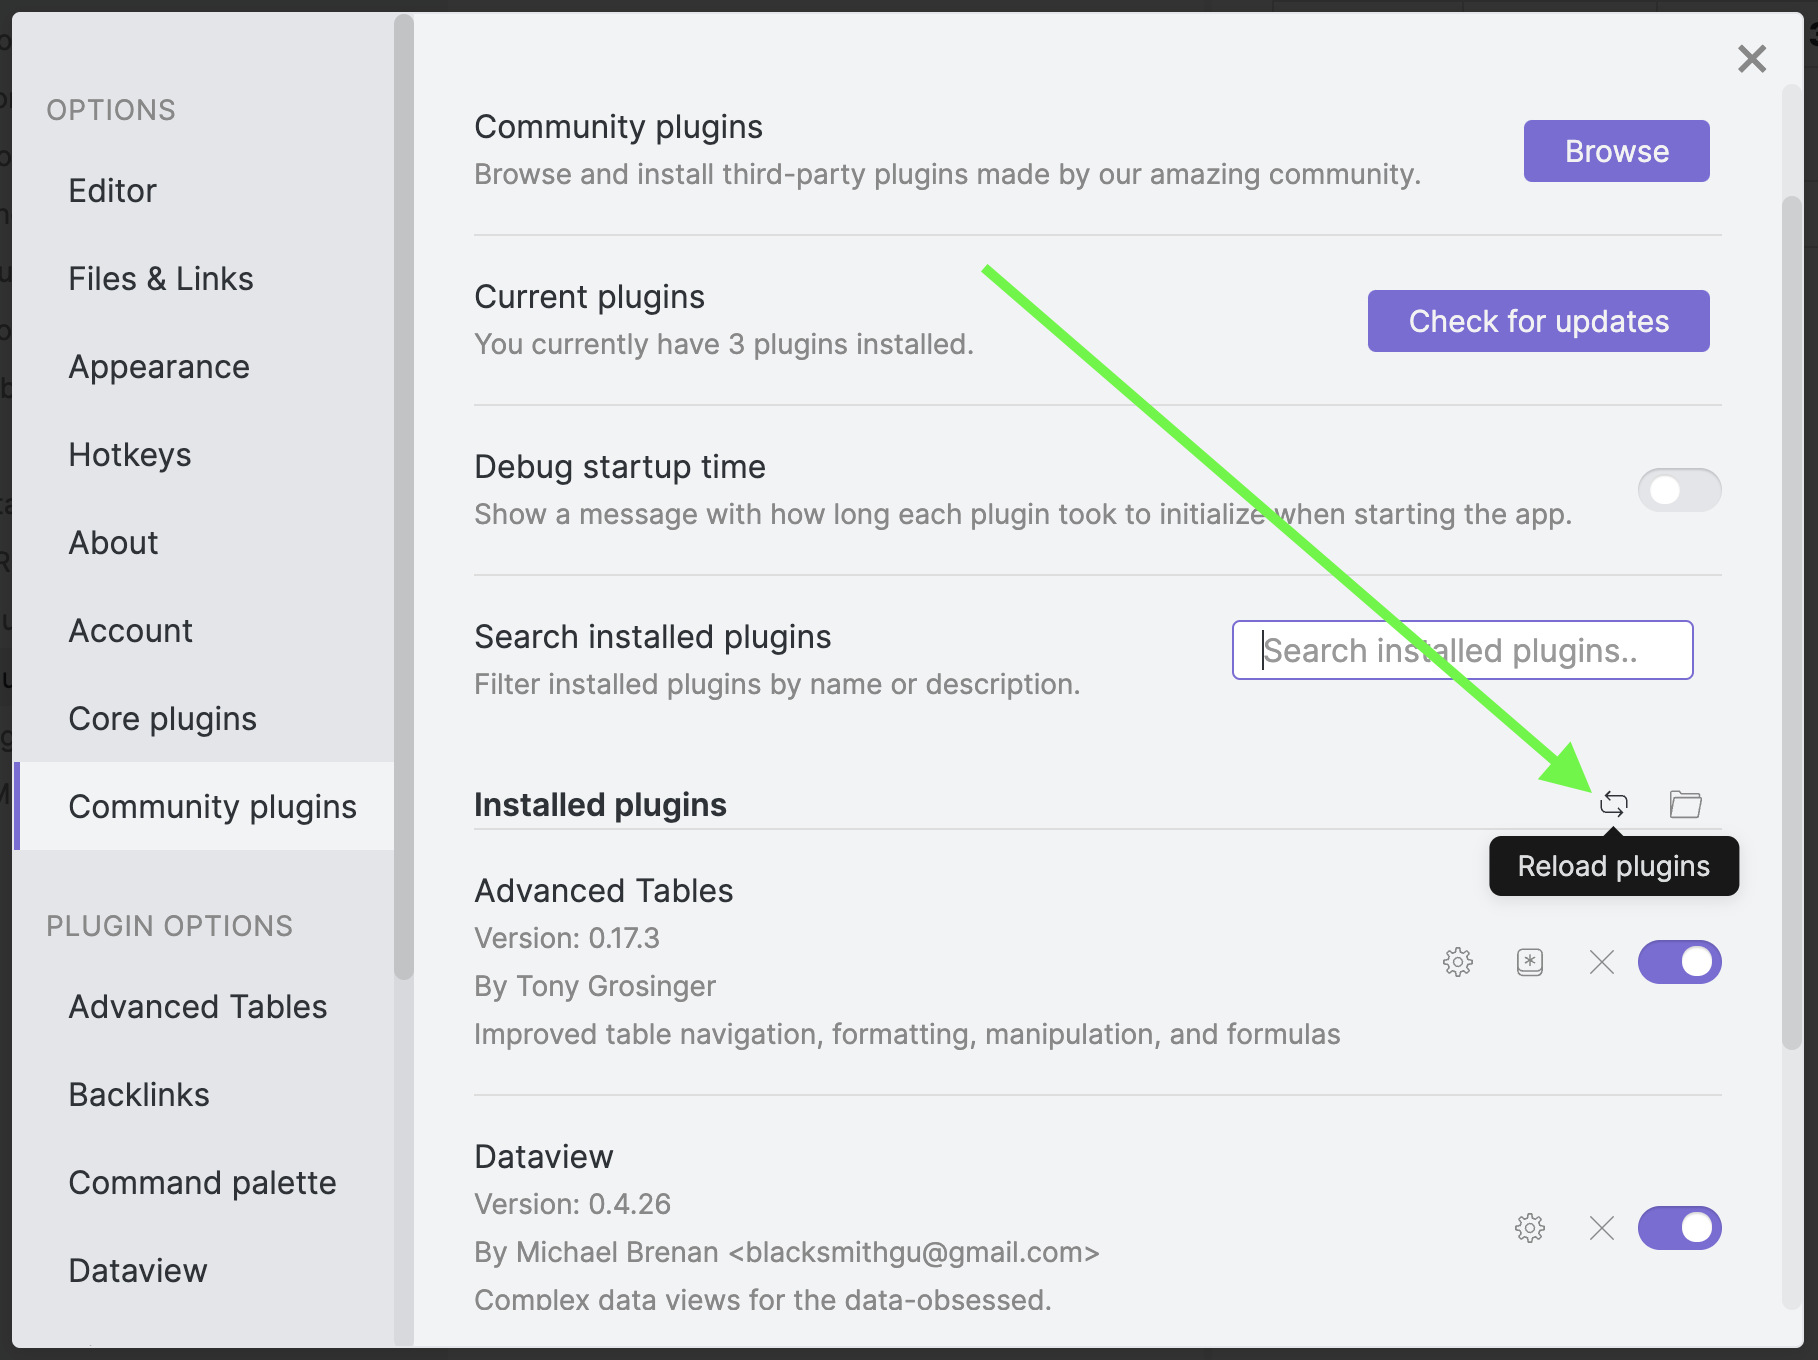 OPTIONS
Editor
Files & Links
Appearance
Hotkeys
About
Account
Core plugins
Community plugins
PLUGIN OPTIONS
Advanced Tables
Backlinks
Command palette
Dataview
Community plugins
Browse and install third-party plugins made by our amazing community.
Browse
Current plugins
You currently have 3 plugins installed.
Check for updates
Debug startup time
Show a message with how long each plugin took to initialize when starting the app.
Search installed plugins
Filter installed plugins by name or description.
Search installed plugins..
Installed plugins
Reload plugins
Advanced Tables
Version: 0.17.3
By Tony Grosinger
Improved table navigation, formatting, manipulation, and formulas
Dataview
Version: 0.4.26
By Michael Brenan <blacksmithgu@gmail.com>
Complex data views for the data-obsessed.